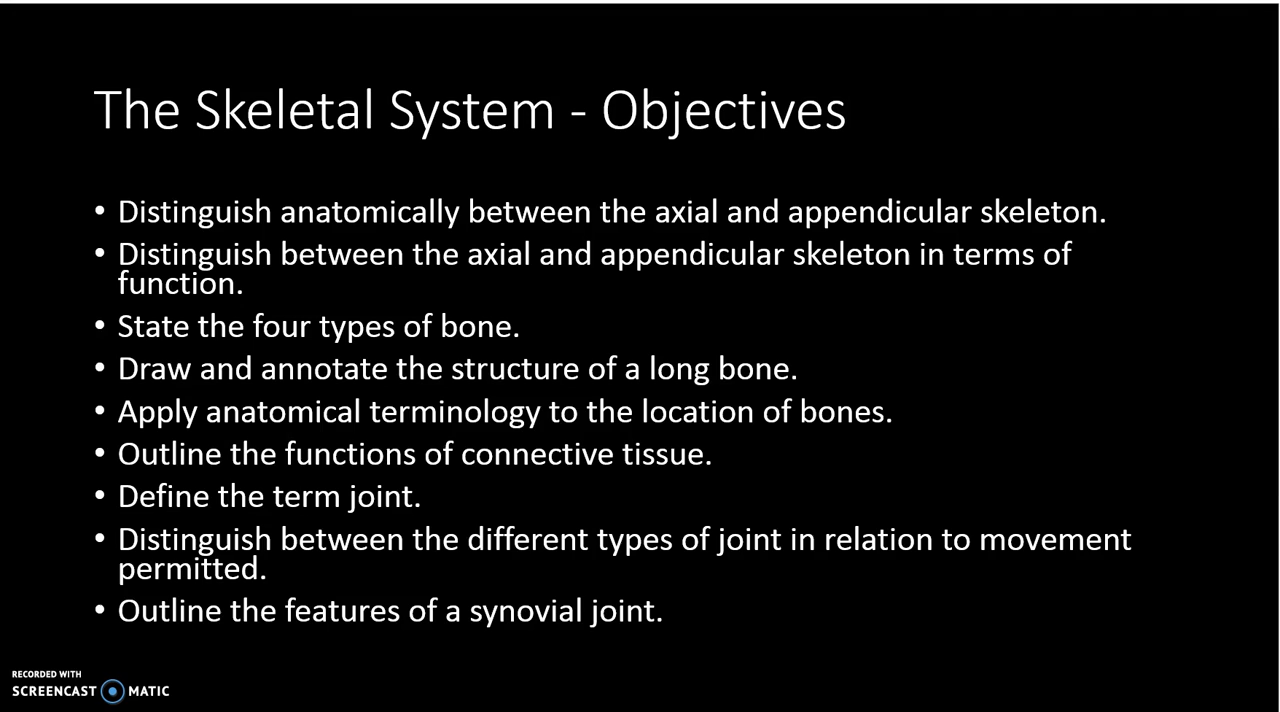 The Skeletal System - Objectives
• Distinguish anatomically between the axial and appendicular skeleton.
• Distinguish between the axial and appendicular skeleton in terms of
function.
• State the four types of bone.
• Draw and annotate the structure of a long bone.
• Apply anatomical terminology to the location of bones.
• Outline the functions of connective tissue.
• Define the term joint.
• Distinguish between the different types of joint in relation to movement
permitted.
• Outline the features of a synovial joint.
RECORDED WITH
SCREENCAST MATIC